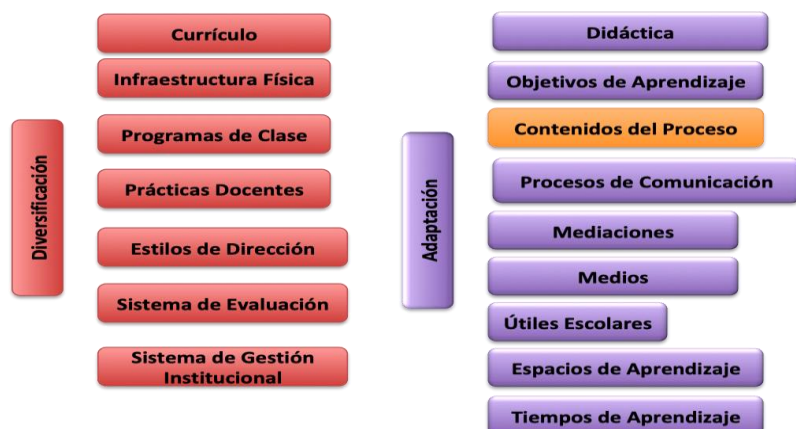 Diversificación
Currículo
Infraestructura Física
Programas de Clase
Prácticas Docentes
Estilos de Dirección
Sistema de Evaluación
Sistema de Gestión
Institucional
Adaptación
Didáctica
Objetivos de Aprendizaje
Contenidos del Proceso
Procesos de Comunicación
Mediaciones
Medios
Útiles Escolares
Espacios de Aprendizaje
Tiempos de Aprendizaje